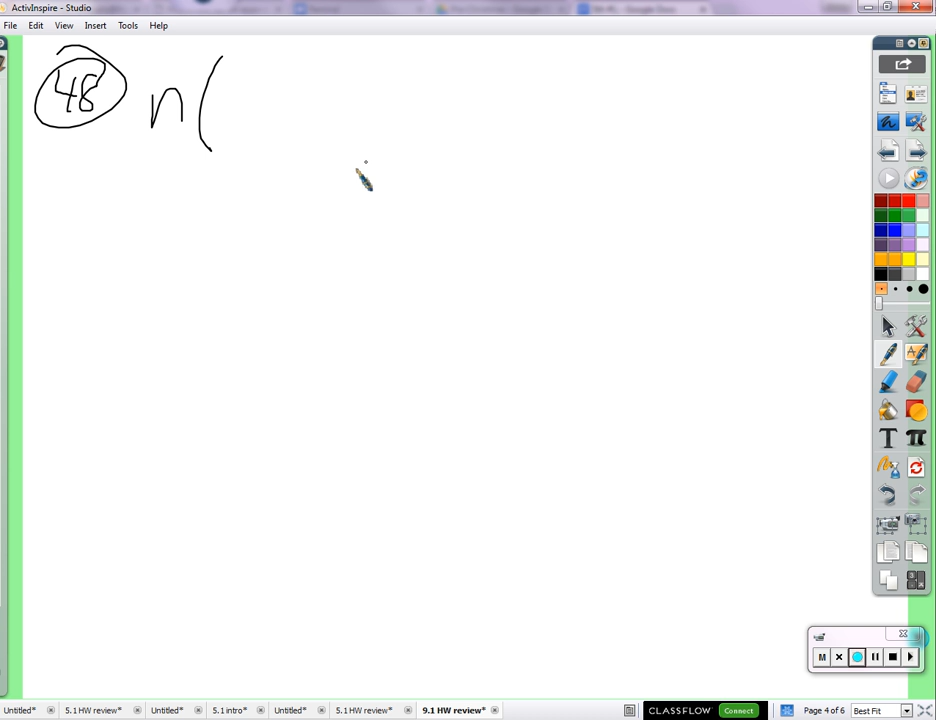 ActivInspire - Studio
File Edit View Insert Tools Help
48 n(
T π
M
Untitled* 5.1 HW review* Untitled* 5.1 intro* Untitled* 5.1 HW review* 9.1 HW review* CLASSFLOW Connect Page 4 of 6 Best Fit